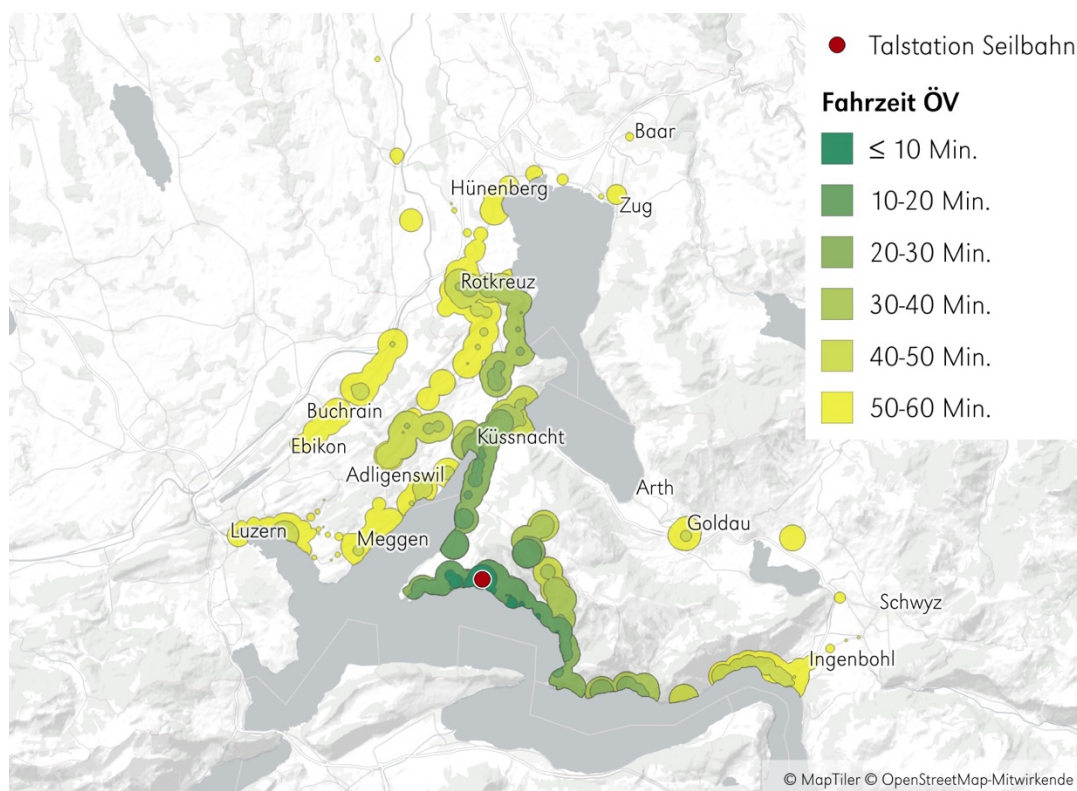 Talstation Seilbahn
Fahrzeit ÖV
≤ 10 Min.
10-20 Min.
20-30 Min.
30-40 Min.
40-50 Min.
50-60 Min.
Baar
Hünenberg
Zug
Rotkreuz
Buchrain
Ebikon
Küssnacht
Adligenswil
Arth
Luzern
Meggen
Goldau
Schwyz
Ingenbohl
© MapTiler © OpenStreetMap-Mitwirkende